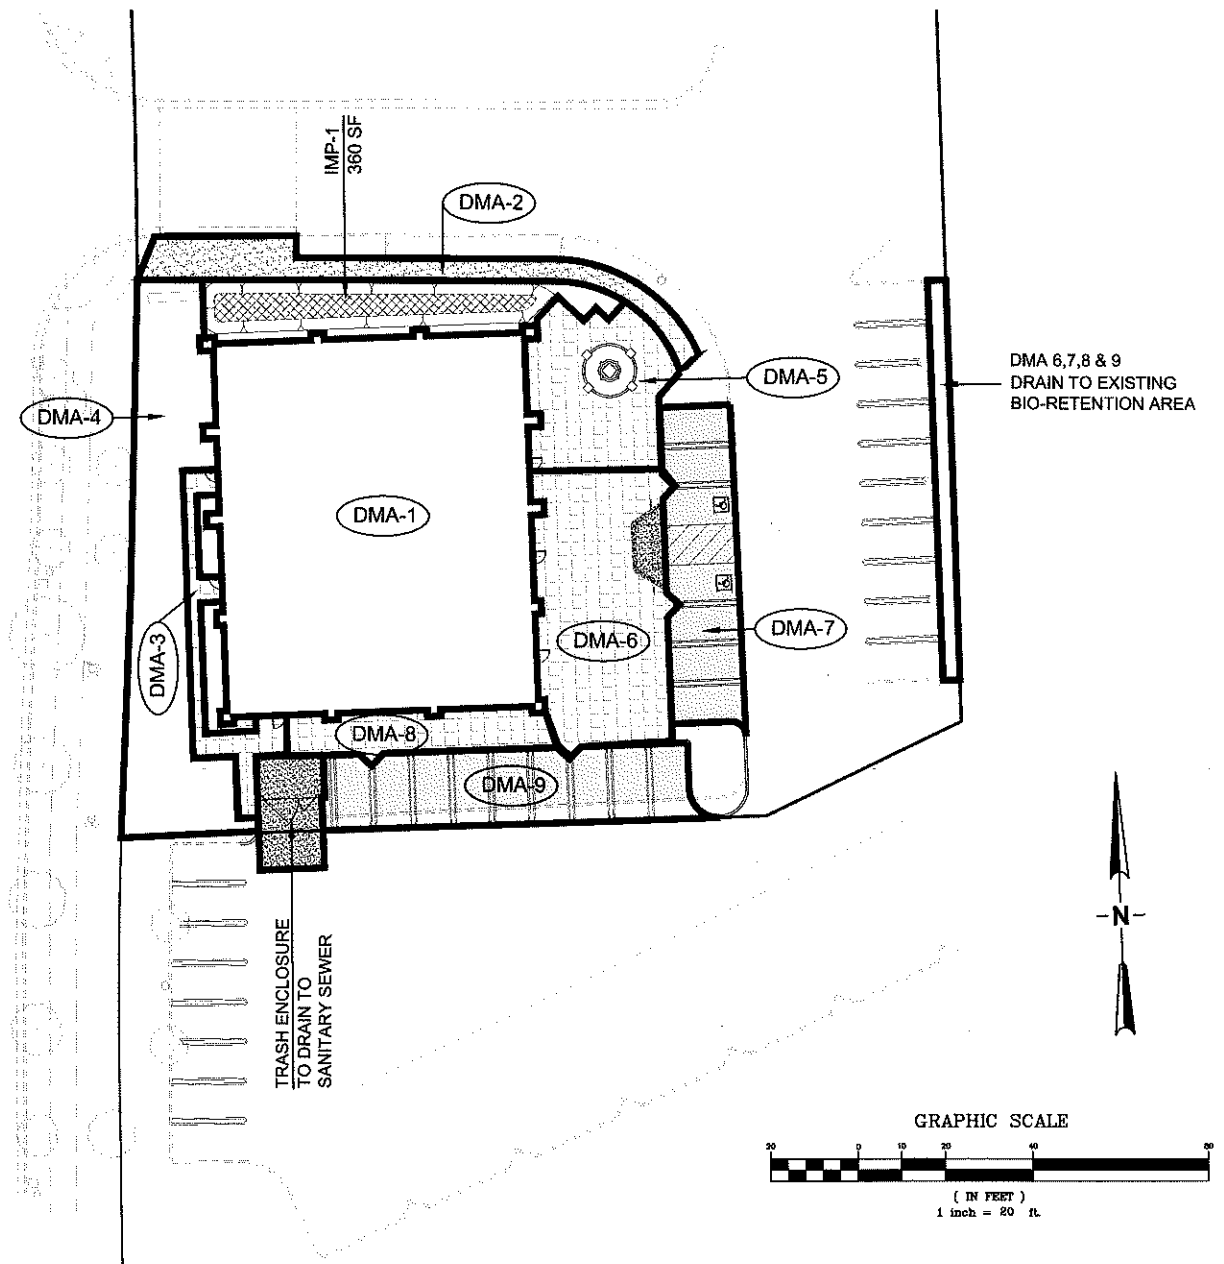 IMP-1
360 SF
DMA-2
DMA-5
DMA 6,7,8 & 9
DRAIN TO EXISTING
BIO-RETENTION AREA
DMA-4
DMA-1
DMA-3
DMA-6
DMA-7
DMA-8
DMA-9
TRASH ENCLOSURE
TO DRAIN TO
SANITARY SEWER
-N-
GRAPHIC SCALE
20 0 10 20 40 80
( IN FEET )
1 inch = 20 ft.